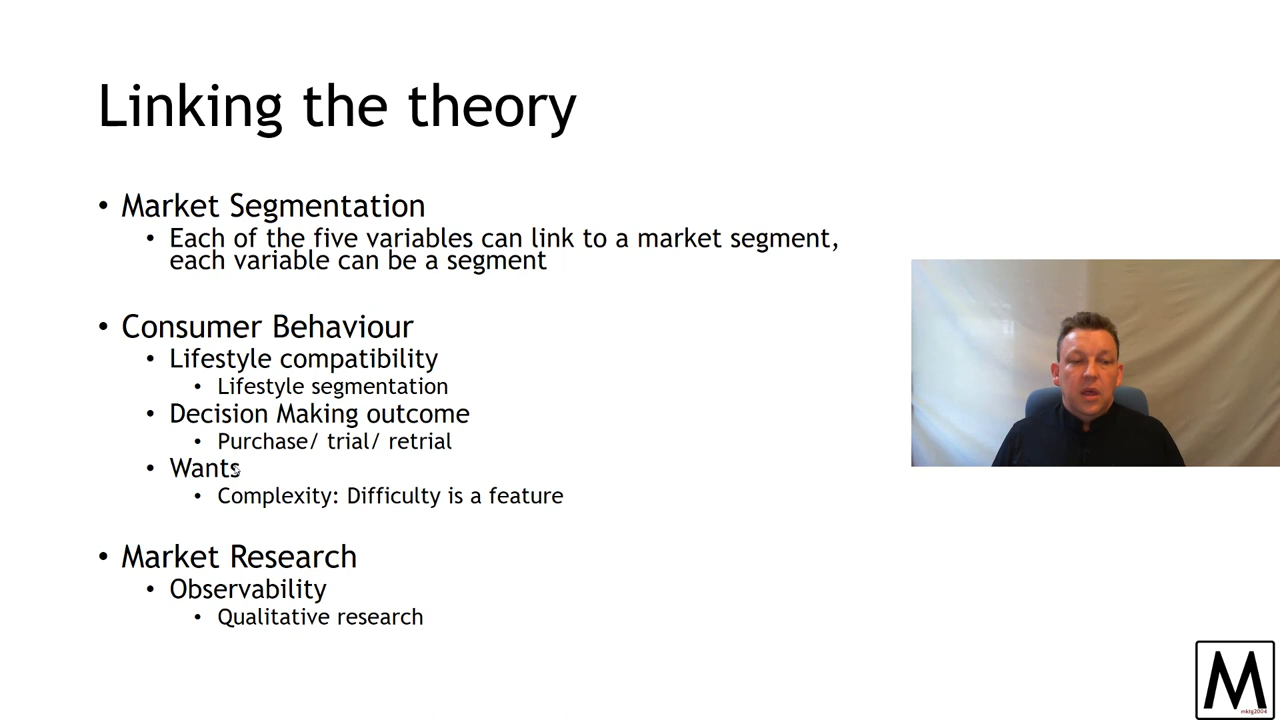 Linking the theory
• Market Segmentation
• Each of the five variables can link to a market segment,
each variable can be a segment
• Consumer Behaviour
• Lifestyle compatibility
• Lifestyle segmentation
• Decision Making outcome
• Purchase/ trial/ retrial
• Wants
• Complexity: Difficulty is a feature
• Market Research
• Observability
• Qualitative research
M
mktg2004